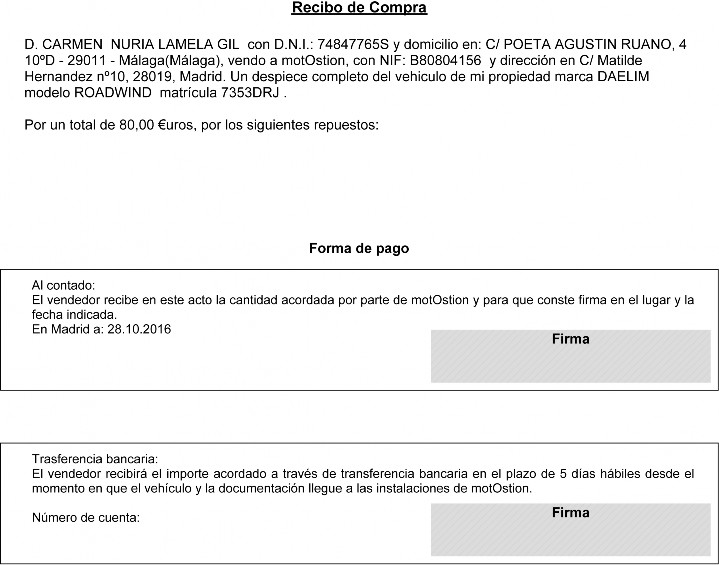 Recibo de Compra
D. CARMEN NURIA LAMELA GIL con D.N.I.: 74847765S y domicilio en: C/ POETA AGUSTIN RUANO, 4
10ºD - 29011 - Málaga(Málaga), vendo a motOstion, con NIF: B80804156 y dirección en C/ Matilde
Hernandez nº10, 28019, Madrid. Un despiece completo del vehiculo de mi propiedad marca DAELIM
modelo ROADWIND matrícula 7353DRJ .
Por un total de 80,00 €uros, por los siguientes repuestos:
Forma de pago
Al contado:
El vendedor recibe en este acto la cantidad acordada por parte de motOstion y para que conste firma en el lugar y la
fecha indicada.
En Madrid a: 28.10.2016
Firma
Trasferencia bancaria:
El vendedor recibirá el importe acordado a través de transferencia bancaria en el plazo de 5 días hábiles desde el
momento en que el vehículo y la documentación llegue a las instalaciones de motOstion.
Número de cuenta:
Firma